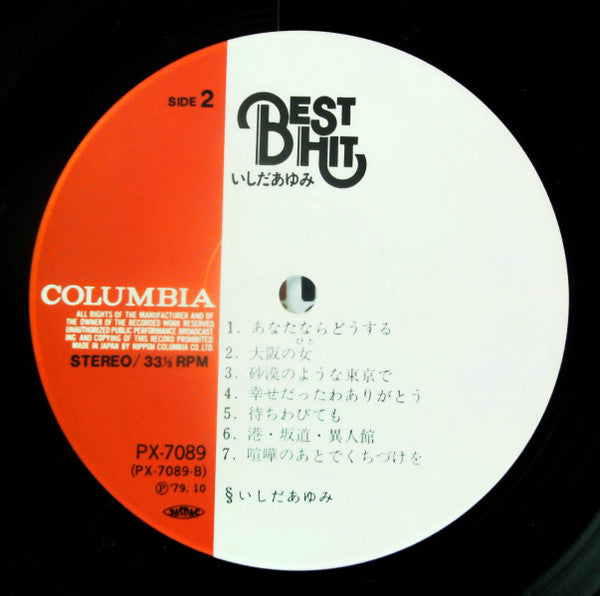 SIDE 2
BEST
HIT
いしだあゆみ
COLUMBIA
ALL RIGHTS OF THE MANUFACTURER AND OF
THE OWNER OF THE RECORDED WORK RESERVED
UNAUTHORIZED PUBLIC PERFORMANCE BROADCAST
ING AND COPYING OF THIS RECORD PROHIBITED
MADE IN JAPAN BY NIPPON COLUMBIA CO. LTD.
STEREO/33⅓ RPM
PX-7089
(PX-7089-B)
Ⓟ'79. 10
JASRAC
1. あなたならどうする
ひと
2. 大阪の女
3. 砂漠のような東京で
4. 幸せだったわありがとう
5. 待ちわびても
6. 港・坂道・異人館
7. 喧嘩のあとでくちづけを
§いしだあゆみ